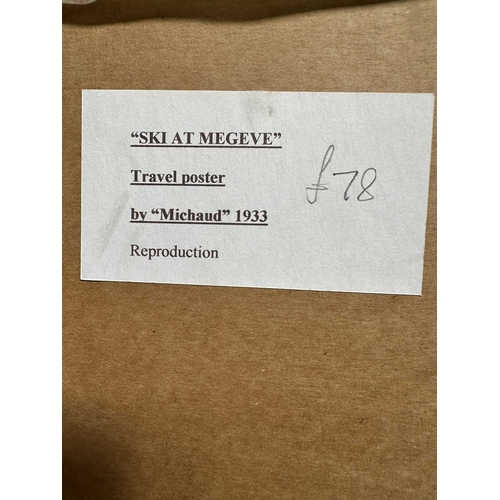 “SKI AT MEGEVE”
Travel poster
£78
by “Michaud” 1933
Reproduction